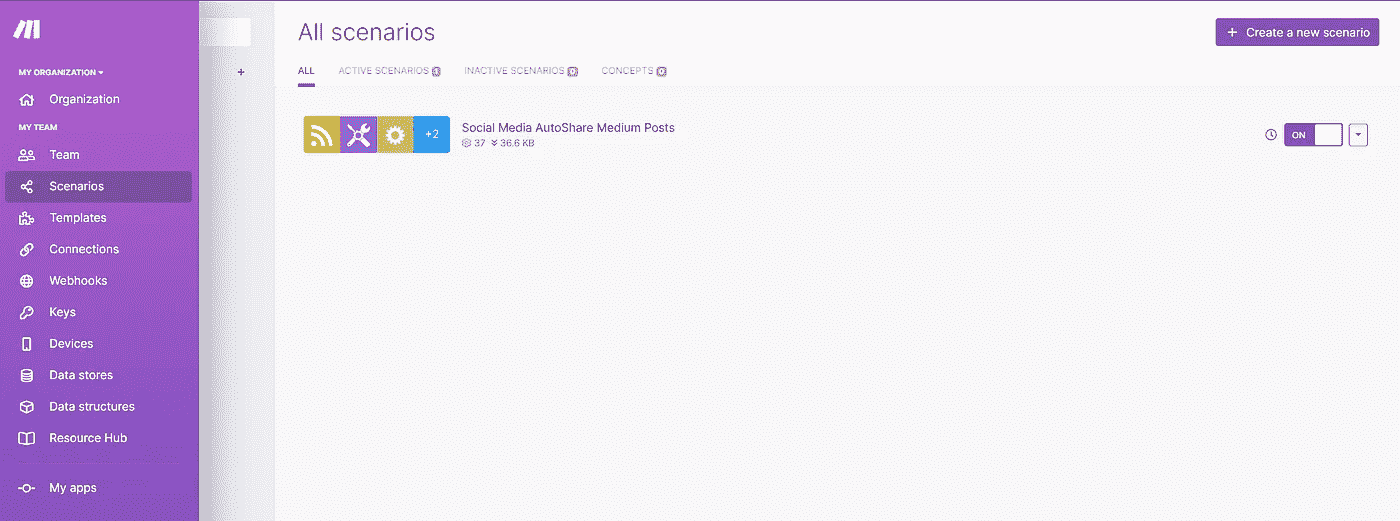 MY ORGANIZATION
Organization
MY TEAM
Team
Scenarios
Templates
Connections
Webhooks
Keys
Devices
Data stores
Data structures
Resource Hub
My apps
+
All scenarios
+ Create a new scenario
ALL ACTIVE SCENARIOS INACTIVE SCENARIOS CONCEPTS
+2 Social Media AutoShare Medium Posts
37 36.6 KB
ON